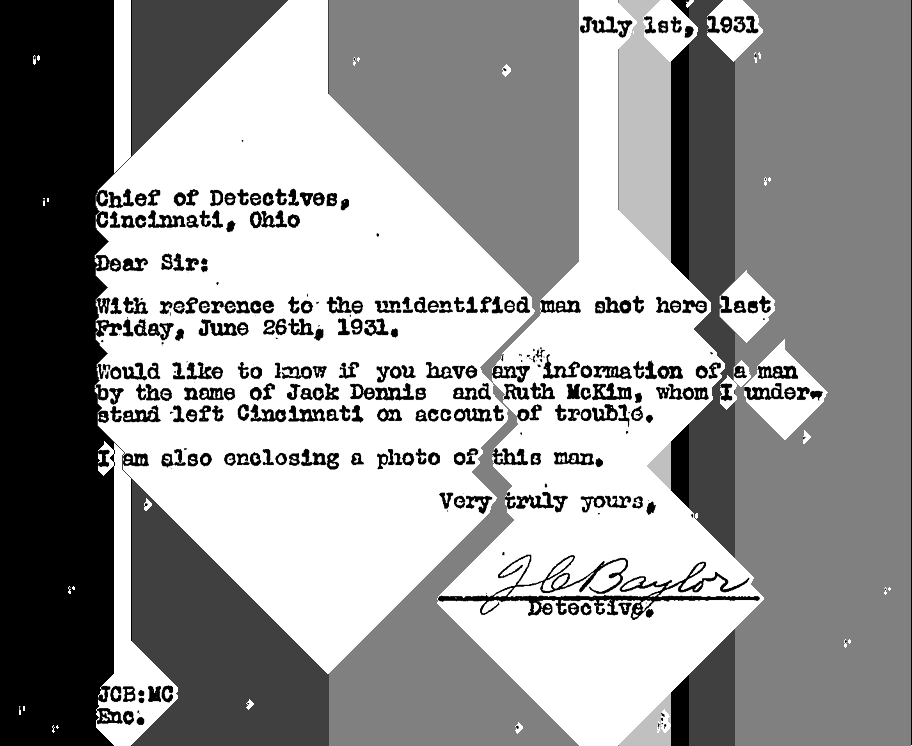 July 1st, 1931
Chief of Detectives,
Cincinnati, Ohio
Dear Sir:
With reference to the unidentified man shot here last
Friday, June 26th, 1931.
Would like to know if you have any information of a man
by the name of Jack Dennis and Ruth McKim, whom I under-
stand left Cincinnati on account of trouble.
I am also enclosing a photo of this man.
Very truly yours,
J C Baylor
Detective.
JCB:MC
Enc.